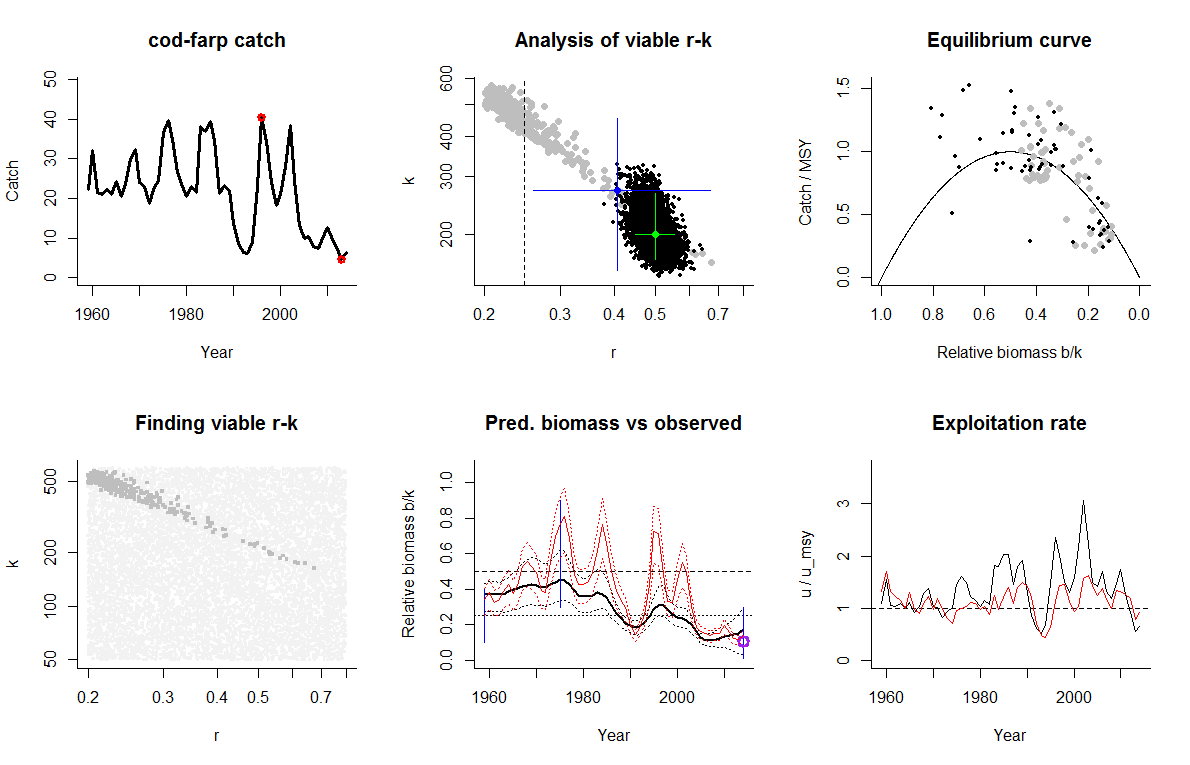 cod-farp catch
Catch
50
40
30
20
10
0
1960
1980
2000
Year
Analysis of viable r-k
k
600
400
300
200
0.2
0.3
0.4
0.5
0.7
r
Equilibrium curve
Catch / MSY
1.5
1.0
0.5
0.0
1.0
0.8
0.6
0.4
0.2
0.0
Relative biomass b/k
Finding viable r-k
k
500
200
100
50
0.2
0.3
0.4
0.5
0.7
r
Pred. biomass vs observed
Relative biomass b/k
1.0
0.8
0.6
0.4
0.2
0.0
1960
1980
2000
Year
Exploitation rate
u / u_msy
3
2
1
0
1960
1980
2000
Year